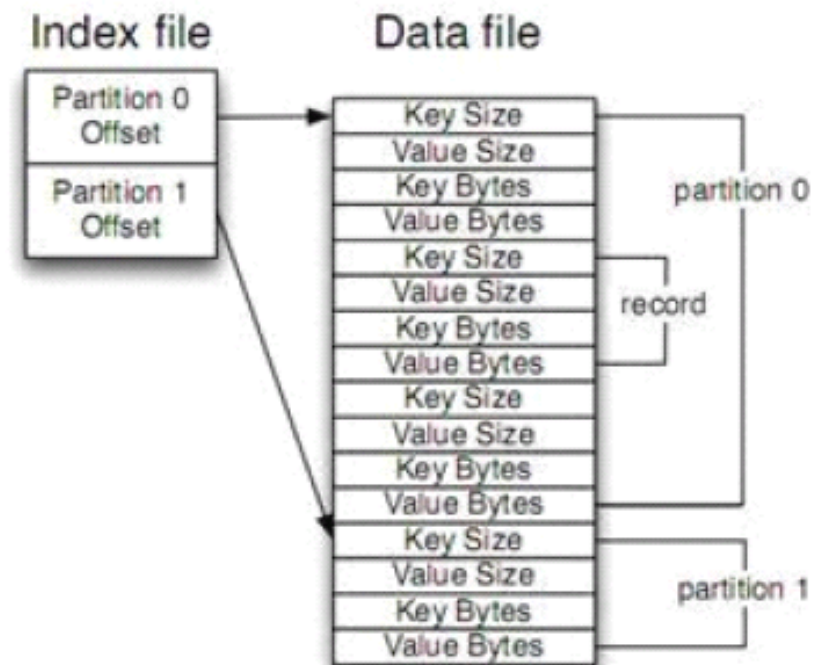 Index file
Data file
Partition 0
Offset
Partition 1
Offset
Key Size
Value Size
Key Bytes
Value Bytes
Key Size
Value Size
Key Bytes
Value Bytes
Key Size
Value Size
Key Bytes
Value Bytes
Key Size
Value Size
Key Bytes
Value Bytes
partition 0
record
partition 1